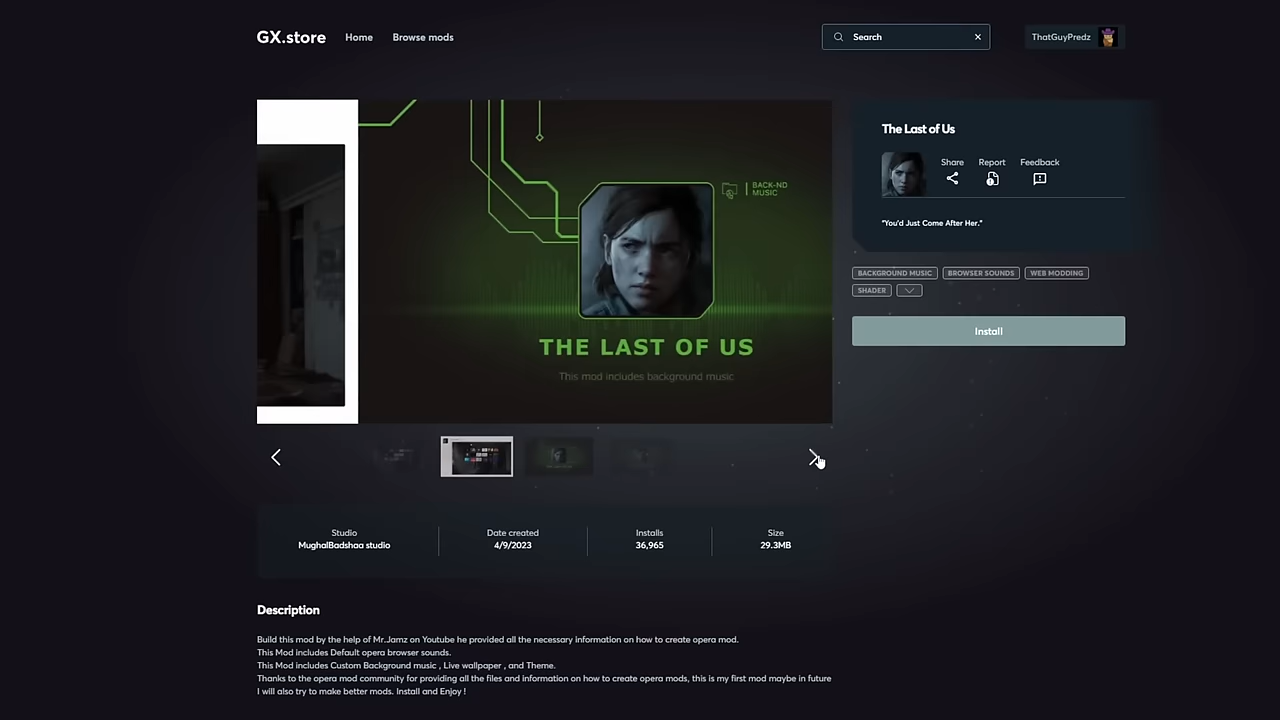 GX.store
Home
Browse mods
Search
ThatGuyPredz
BACK-ND
MUSIC
THE LAST OF US
This mod includes background music
The Last of Us
Share
Report
Feedback
"You'd Just Come After Her."
BACKGROUND MUSIC
BROWSER SOUNDS
WEB MODDING
SHADER
Install
Studio
MughalBadshaa studio
Date created
4/9/2023
Installs
36,965
Size
29.3MB
Description
Build this mod by the help of Mr.Jamz on Youtube he provided all the necessary information on how to create opera mod.
This Mod includes Default opera browser sounds.
This Mod includes Custom Background music , Live wallpaper , and Theme.
Thanks to the opera mod community for providing all the files and information on how to create opera mods, this is my first mod maybe in future
I will also try to make better mods. Install and Enjoy !